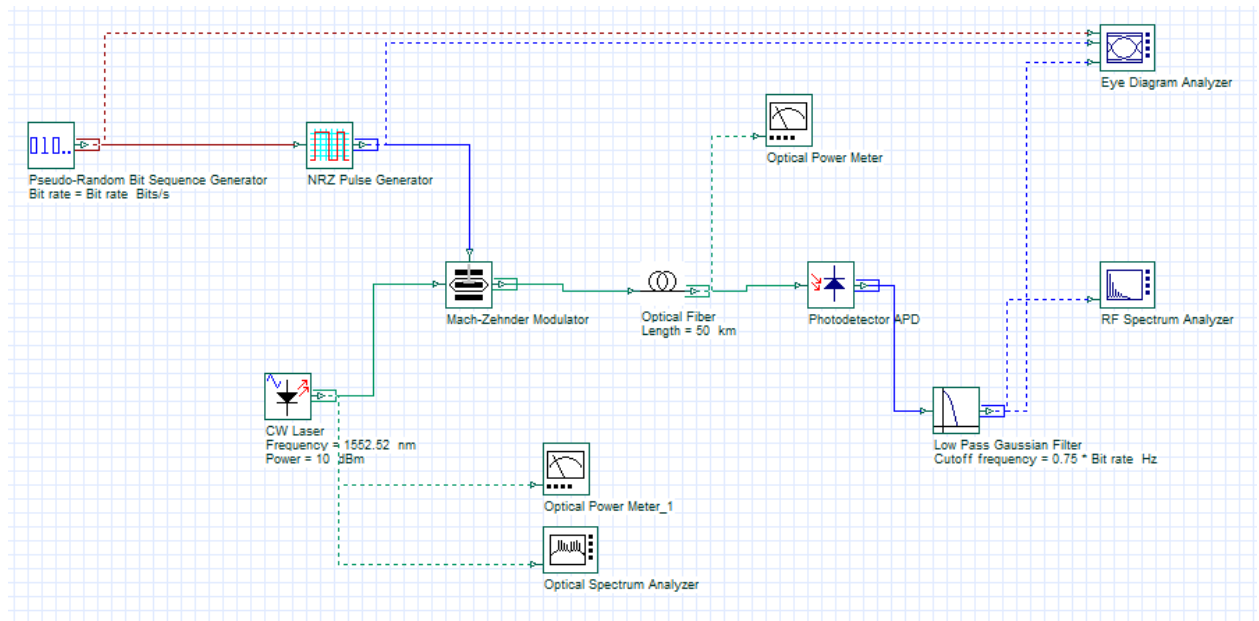 Eye Diagram Analyzer
Optical Power Meter
010..
Pseudo-Random Bit Sequence Generator
Bit rate = Bit rate Bits/s
NRZ Pulse Generator
Mach-Zehnder Modulator
Optical Fiber
Length = 50 km
Photodetector APD
RF Spectrum Analyzer
CW Laser
Frequency = 1552.52 nm
Power = 10 dBm
Low Pass Gaussian Filter
Cutoff frequency = 0.75 * Bit rate Hz
Optical Power Meter_1
Optical Spectrum Analyzer